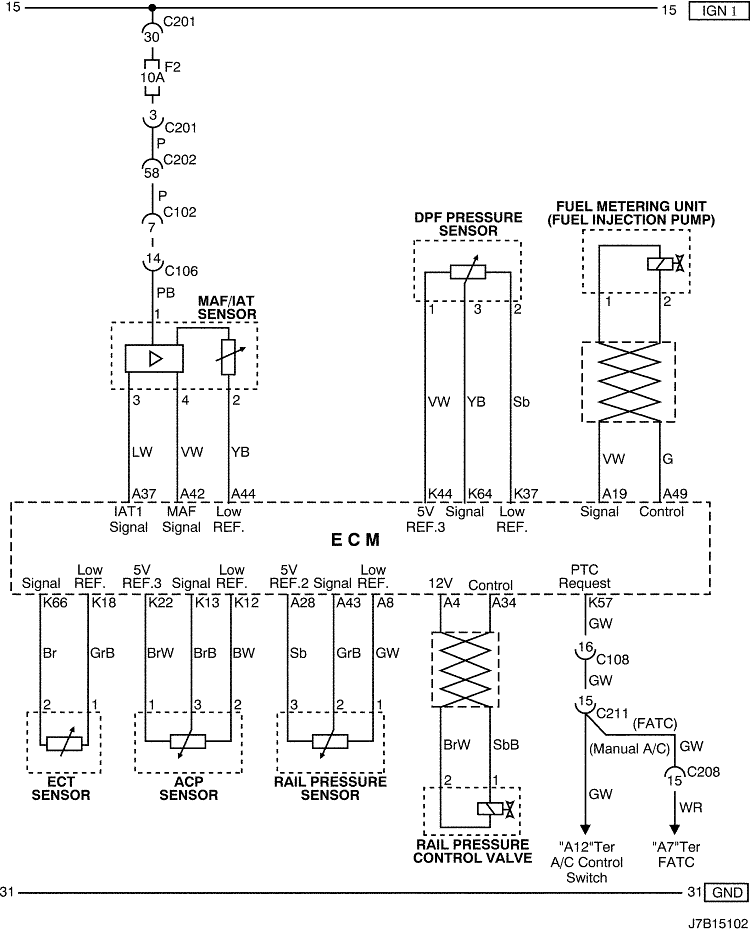 15
15
IGN 1
C201
30
F2
10A
3
C201
P
C202
58
P
C102
7
14
C106
PB
1
MAF/IAT
SENSOR
3
4
2
LW
VW
YB
A37
A42
A44
IAT1
Signal
MAF
Signal
Low
REF.
DPF PRESSURE
SENSOR
1
3
2
VW
YB
Sb
K44
K64
K37
5V
REF.3
Signal
Low
REF.
FUEL METERING UNIT
(FUEL INJECTION PUMP)
1
2
VW
G
A19
A49
Signal
Control
ECM
Signal
Low
REF.
K66
K18
Br
GrB
2
1
ECT
SENSOR
5V
REF.3
Signal
Low
REF.
K22
K13
K12
BrW
BrB
BW
1
3
2
ACP
SENSOR
5V
REF.2
Signal
Low
REF.
A28
A43
A8
Sb
GrB
GW
3
2
1
RAIL PRESSURE
SENSOR
12V
Control
A4
A34
BrW
SbB
2
1
RAIL PRESSURE
CONTROL VALVE
PTC
Request
K57
GW
16
C108
GW
15
C211
(FATC)
(Manual A/C)
GW
GW
C208
15
WR
"A12"Ter
A/C Control
Switch
"A7"Ter
FATC
31
31
GND
J7B15102